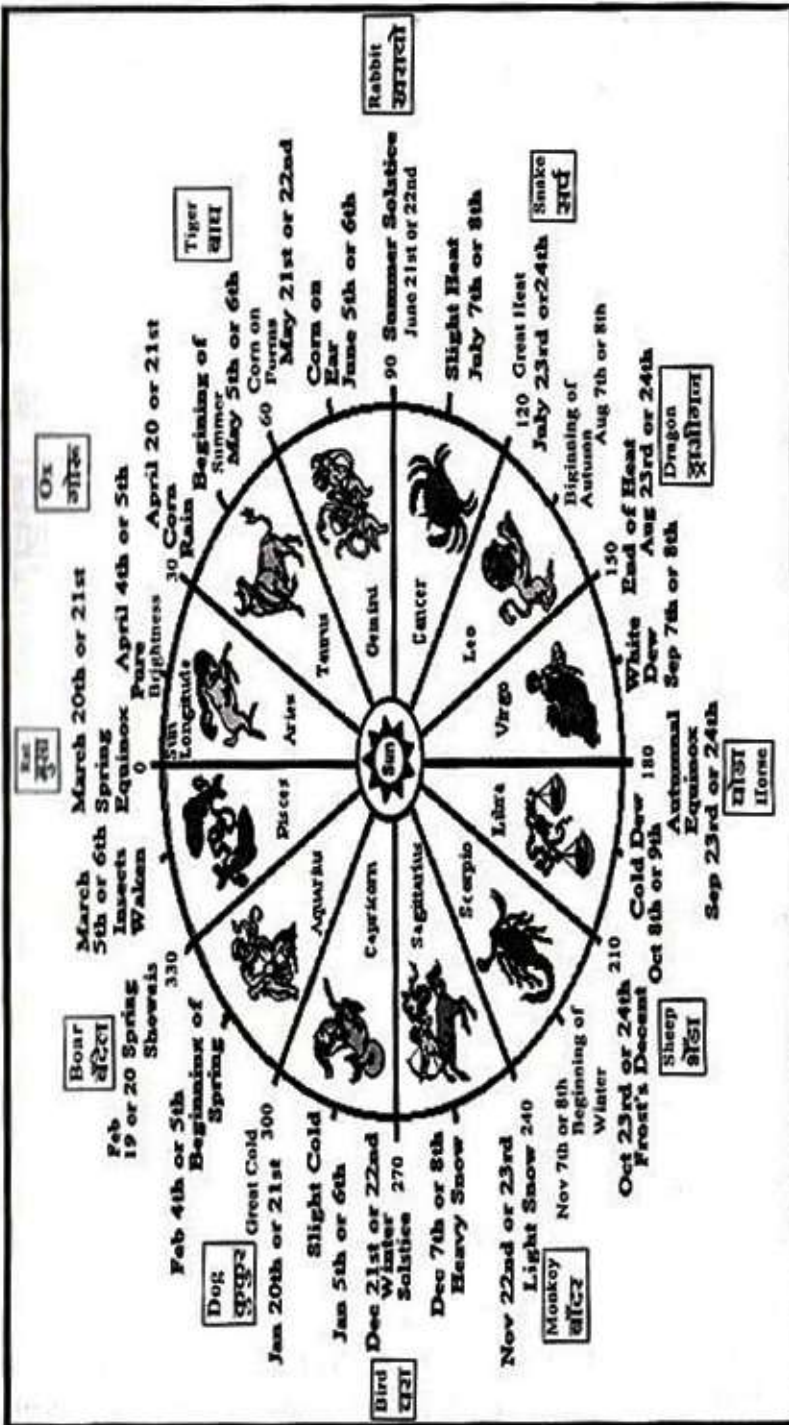 Rat
Ox
गोरू
Tiger
बाघ
Rabbit
Snake
सर्प
Dragon
Horse
घोडा
Sheep
Monkey
बाँदर
Bird
चरा
Dog
कुकुर
Boar
बँदेल
March 20th or 21st
Spring
Equinox
0
Sun
Longitude
April 4th or 5th
Pure
Brightness
April 20 or 21st
30 Corn
Rain
Begining of
Summer
May 5th or 6th
60
Corn on
Forms
May 21st or 22nd
Corn on
Ear
June 5th or 6th
90 Summer Solstice
June 21st or 22nd
Slight Heat
July 7th or 8th
120 Great Heat
July 23rd or24th
Biginning of
Autumn Aug 7th or 8th
150
End of Heat
Aug 23rd or 24th
White
Dew
Sep 7th or 8th
180
Autumnal
Equinox
Sep 23rd or 24th
Cold Dew
Oct 8th or 9th
210
Oct 23rd or 24th
Frost's Decent
Nov 7th or 8th
Beginning of
Winter
Nov 22nd or 23rd
Light Snow 240
Dec 7th or 8th
Heavy Snow
Dec 21st or 22nd
Winter 270
Solstice
Slight Cold
Jan 5th or 6th
Great Cold 300
Jan 20th or 21st
Feb 4th or 5th
Beginning of
Spring
Feb
19 or 20 Spring
Showais
330
March
5th or 6th
Insects
Waken
Aries
Taurus
Gemini
Cancer
Leo
Virgo
Libra
Scorpio
Sagittarius
Capricorn
Aquarius
Pisces
Sun